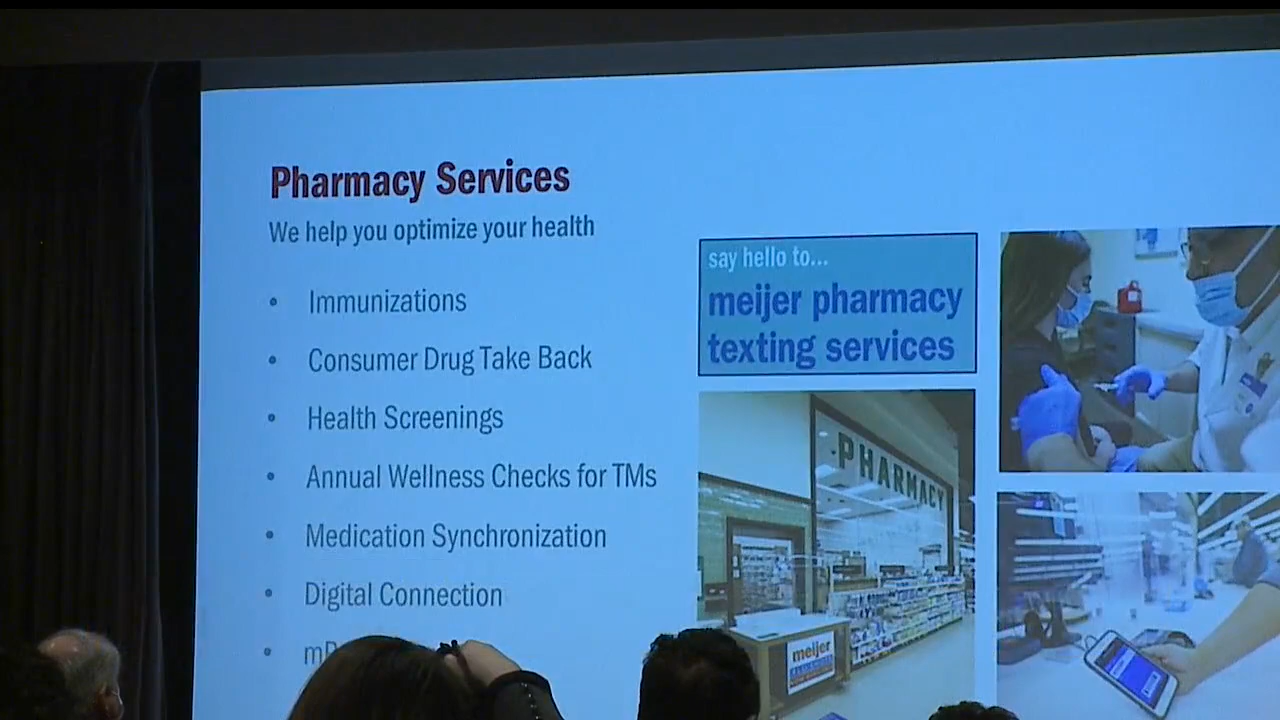 Pharmacy Services
We help you optimize your health
• Immunizations
• Consumer Drug Take Back
• Health Screenings
• Annual Wellness Checks for TMs
• Medication Synchronization
• Digital Connection
say hello to...
meijer pharmacy
texting services
PHARMACY
meijer